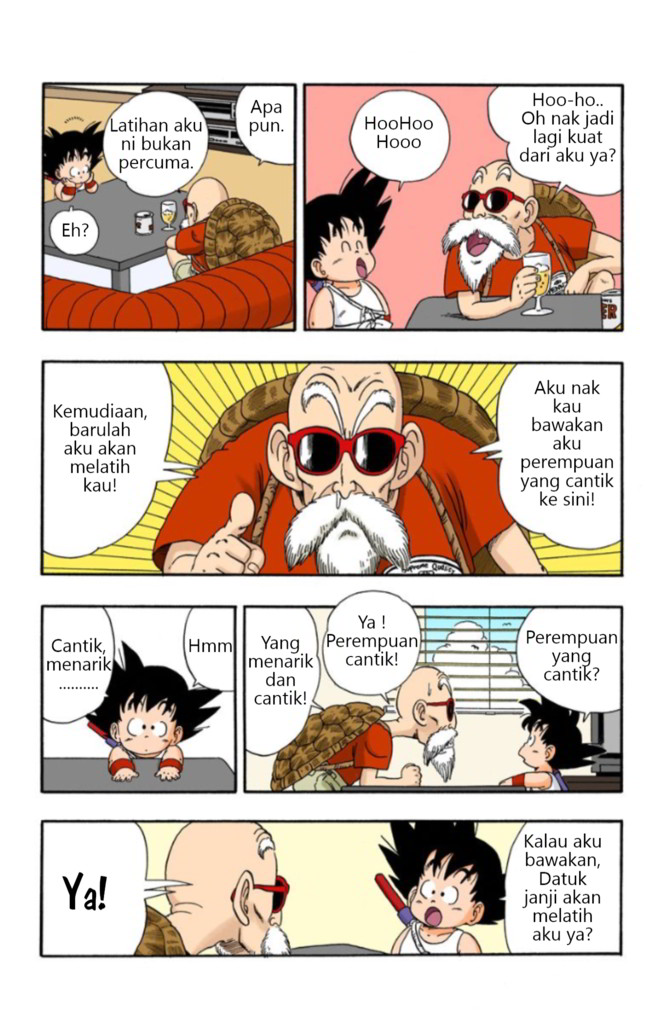 Hoo-ho..
Oh nak jadi
lagi kuat
dari aku ya?
HooHoo
Hooo
Apa
pun.
Latihan aku
ni bukan
percuma.
Eh?
Aku nak
kau
bawakan
aku
perempuan
yang cantik
ke sini!
Kemudiaan,
barulah
aku akan
melatih
kau!
Perempuan
yang
cantik?
Ya !
Perempuan
cantik!
Yang
menarik
dan
cantik!
Hmm
Cantik,
menarik
..........
Kalau aku
bawakan,
Datuk
janji akan
melatih
aku ya?
Ya!